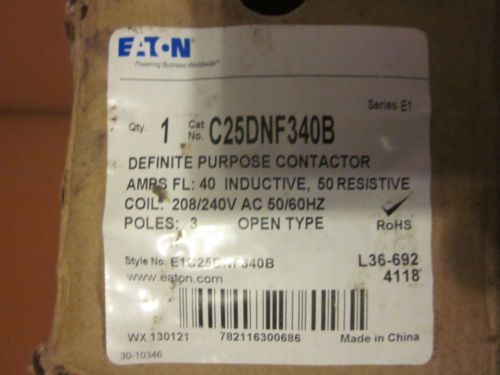 EATON
Powering Business Worldwide
Series E1
Qty. 1 Cat No. C25DNF340B
DEFINITE PURPOSE CONTACTOR
AMPS FL: 40 INDUCTIVE, 50 RESISTIVE
COIL: 208/240V AC 50/60HZ
POLES: 3 OPEN TYPE
RoHS
Style No: E1C25DNF340B
L36-692
www.eaton.com
4118
WX 130121 782116300686 Made in China
30-10346